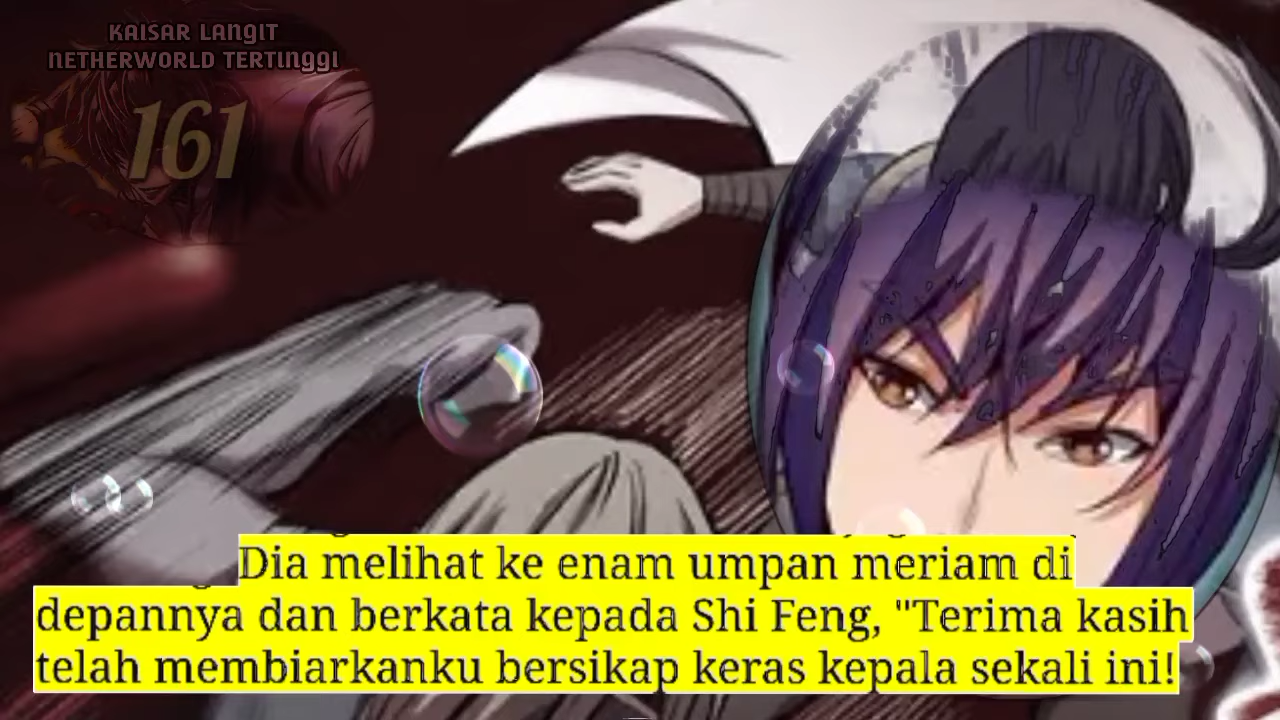 KAISAR LANGIT
NETHERWORLD TERTINGGI
161
Dia melihat ke enam umpan meriam di
depannya dan berkata kepada Shi Feng, "Terima kasih
telah membiarkanku bersikap keras kepala sekali ini!